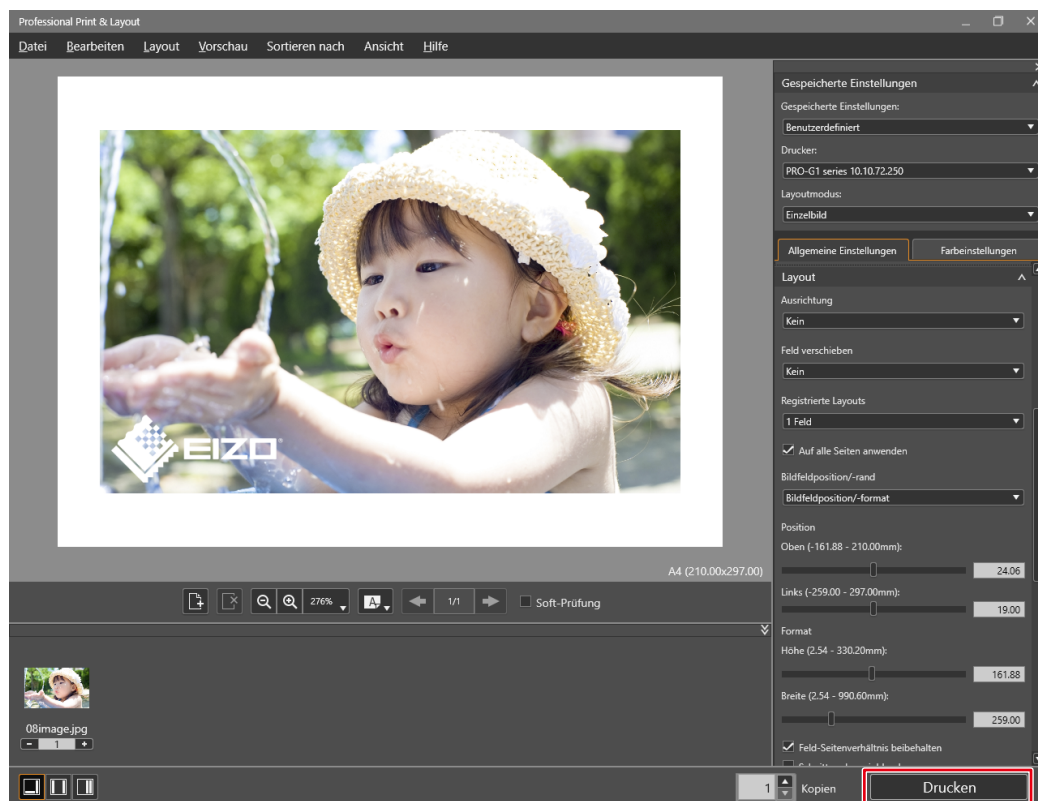 Professional Print & Layout
Datei Bearbeiten Layout Vorschau Sortieren nach Ansicht Hilfe
Gespeicherte Einstellungen
Gespeicherte Einstellungen:
Benutzerdefiniert
Drucker:
PRO-G1 series 10.10.72.250
Layoutmodus:
Einzelbild
Allgemeine Einstellungen Farbeinstellungen
Layout
Ausrichtung
Kein
Feld verschieben
Kein
Registrierte Layouts
1 Feld
Auf alle Seiten anwenden
Bildfeldposition/-rand
Bildfeldposition/-format
Position
Oben (-161.88 - 210.00mm):
24.06
Links (-259.00 - 297.00mm):
19.00
Format
Höhe (2.54 - 330.20mm):
161.88
Breite (2.54 - 990.60mm):
259.00
Feld-Seitenverhältnis beibehalten
EIZO
A4 (210.00x297.00)
276% A 1/1 Soft-Prüfung
08image.jpg
- 1 +
1 Kopien Drucken